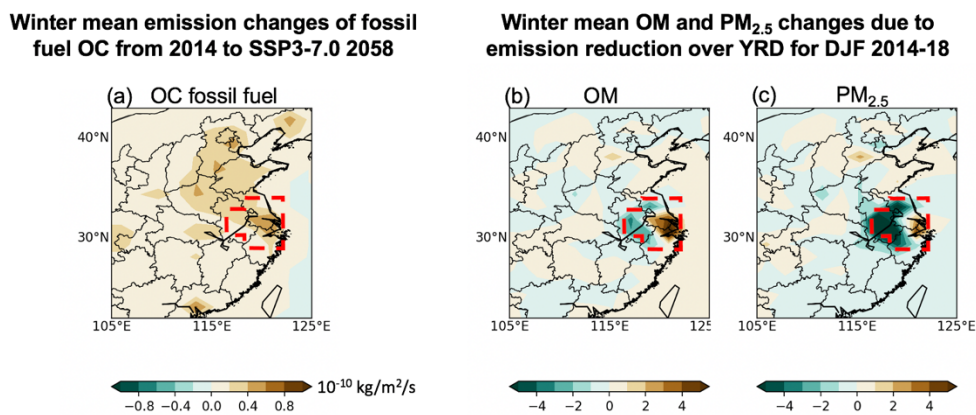 Winter mean emission changes of fossil
fuel OC from 2014 to SSP3-7.0 2058
Winter mean OM and PM2.5 changes due to
emission reduction over YRD for DJF 2014-18
(a) OC fossil fuel
(b) OM
(c) PM2.5
40°N
30°N
105°E 115°E 125°E
40°N
30°N
105°E 115°E 125°E
40°N
30°N
105°E 115°E 125°E
−0.8 −0.4 0.0 0.4 0.8
10-10 kg/m2/s
−4 −2 0 2 4
−4 −2 0 2 4